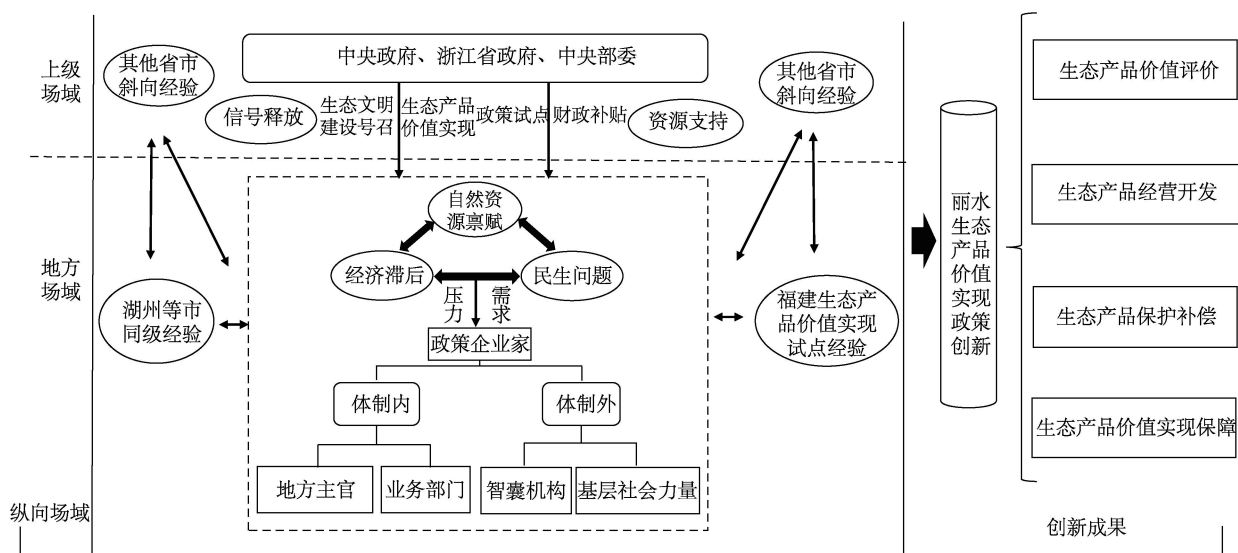 上级
场域
其他省市
斜向经验
中央政府、浙江省政府、中央部委
其他省市
斜向经验
信号释放
生态文明
建设号召
生态产品
价值实现
政策试点
财政补贴
资源支持
地方
场域
自然资
源禀赋
经济滞后
民生问题
压力
需求
湖州等市
同级经验
福建生态产
品价值实现
试点经验
政策企业家
体制内
体制外
地方主官
业务部门
智囊机构
基层社会力量
纵向场域
丽水
生态
产品
价值
实现
政策
创新
生态产品价值评价
生态产品经营开发
生态产品保护补偿
生态产品价值实现保障
创新成果